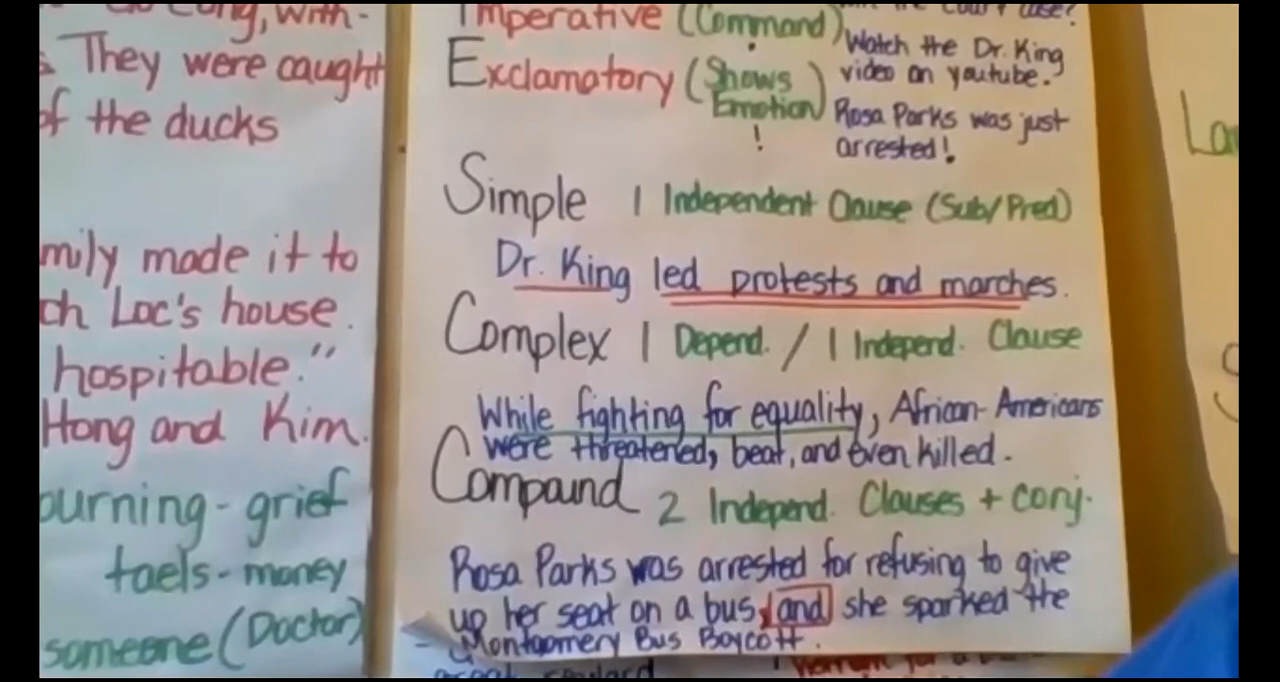 They were caught
of the ducks
mily made it to
ch Loc's house.
hospitable."
Hong and Kim.
ourning - grief
taels - money
someone (Doctor)
Imperative (Command)
.
Watch the Dr. King
video on youtube.
Exclamatory (Shows
Emotion)
!
Rosa Parks was just
arrested!
Simple 1 Independent Clause (Sub/Pred)
Dr. King led protests and marches.
Complex 1 Depend. / 1 Independ. Clause
While fighting for equality, African-Americans
were threatened, beat, and even killed.
Compound 2 Independ. Clauses + conj.
Rosa Parks was arrested for refusing to give
up her seat on a bus, and she sparked the
Montgomery Bus Boycott.